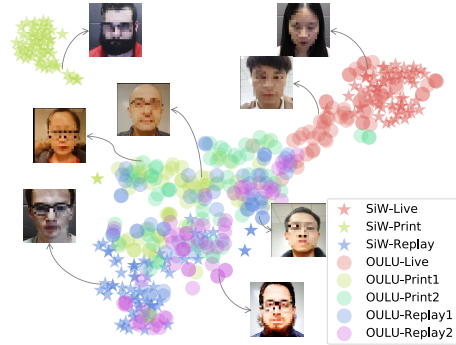 SiW-Live
SiW-Print
SiW-Replay
OULU-Live
OULU-Print1
OULU-Print2
OULU-Replay1
OULU-Replay2